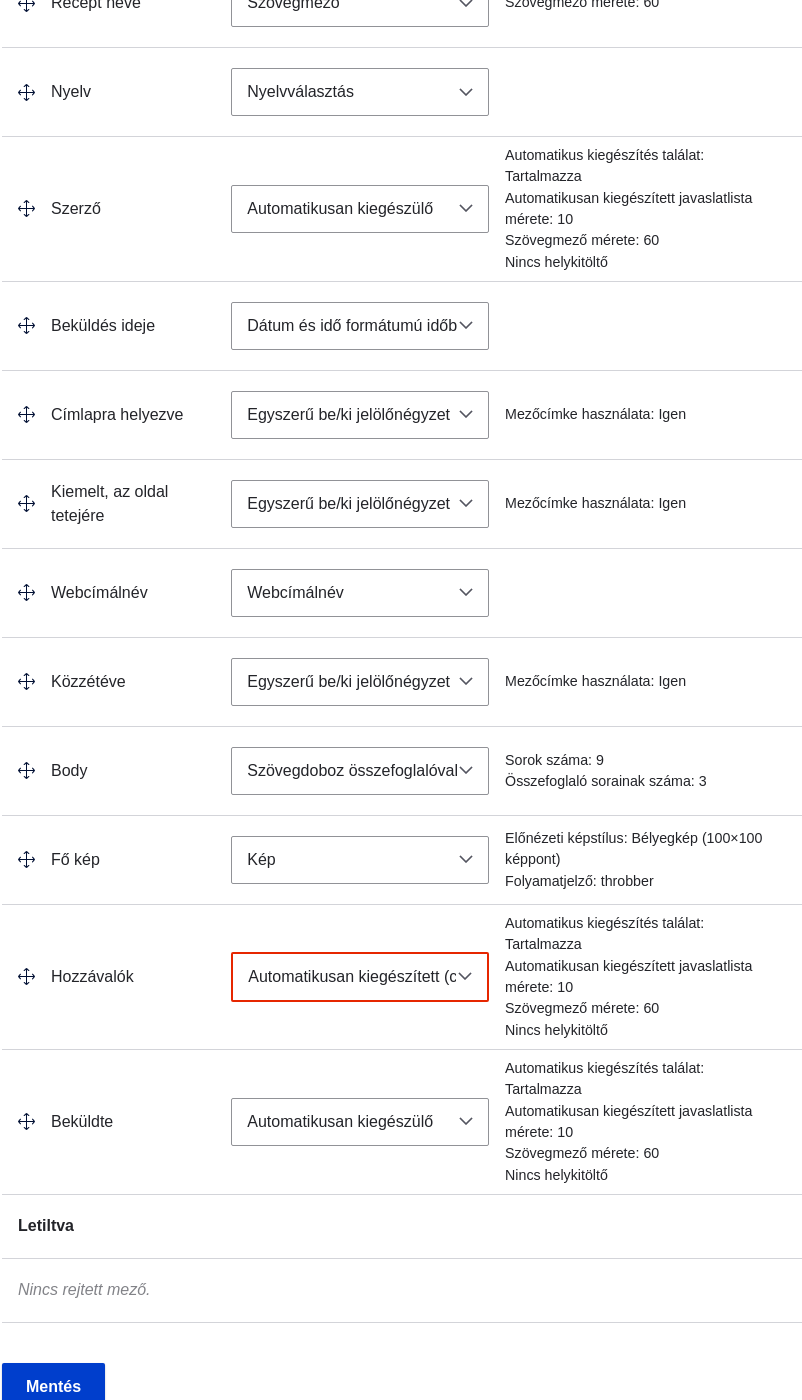 Recept neve
Szövegmező
Szövegmező mérete: 60
Nyelv
Nyelvválasztás
Szerző
Automatikusan kiegészülő
Automatikus kiegészítés találat:
Tartalmazza
Automatikusan kiegészített javaslatlista
mérete: 10
Szövegmező mérete: 60
Nincs helykitöltő
Beküldés ideje
Dátum és idő formátumú időb
Címlapra helyezve
Egyszerű be/ki jelölőnégyzet
Mezőcímke használata: Igen
Kiemelt, az oldal
tetejére
Egyszerű be/ki jelölőnégyzet
Mezőcímke használata: Igen
Webcímálnév
Webcímálnév
Közzétéve
Egyszerű be/ki jelölőnégyzet
Mezőcímke használata: Igen
Body
Szövegdoboz összefoglalóval
Sorok száma: 9
Összefoglaló sorainak száma: 3
Fő kép
Kép
Előnézeti képstílus: Bélyegkép (100×100
képpont)
Folyamatjelző: throbber
Hozzávalók
Automatikusan kiegészített (c
Automatikus kiegészítés találat:
Tartalmazza
Automatikusan kiegészített javaslatlista
mérete: 10
Szövegmező mérete: 60
Nincs helykitöltő
Beküldte
Automatikusan kiegészülő
Automatikus kiegészítés találat:
Tartalmazza
Automatikusan kiegészített javaslatlista
mérete: 10
Szövegmező mérete: 60
Nincs helykitöltő
Letiltva
Nincs rejtett mező.
Mentés